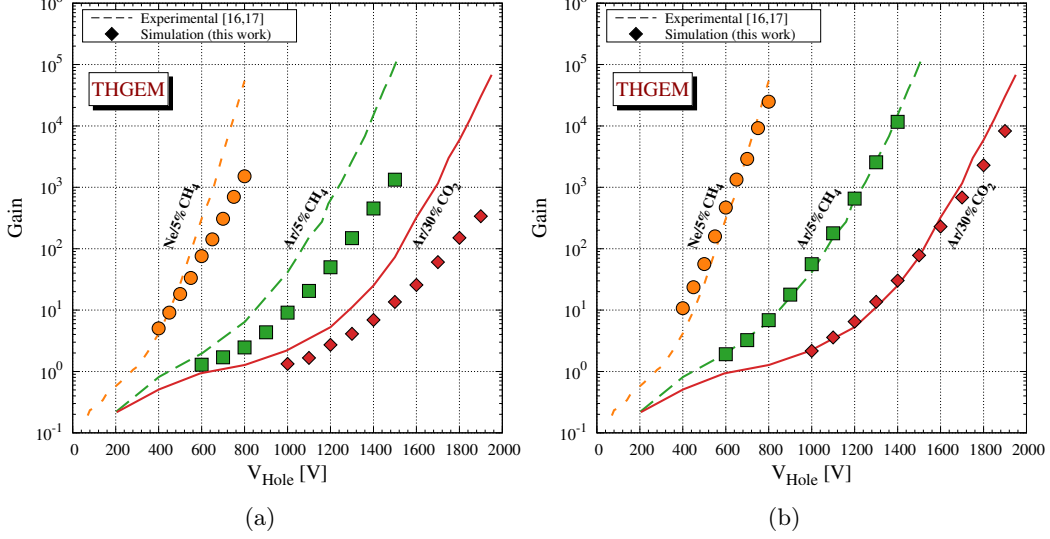 Experimental [16,17]
Simulation (this work)
THGEM
Ne/5%CH4
Ar/5%CH4
Ar/30%CO2
Gain
10^6
10^5
10^4
10^3
10^2
10^1
10^0
10^-1
0 200 400 600 800 1000 1200 1400 1600 1800 2000
V_Hole [V]
(a)
Experimental [16,17]
Simulation (this work)
THGEM
Ne/5%CH4
Ar/5%CH4
Ar/30%CO2
Gain
10^6
10^5
10^4
10^3
10^2
10^1
10^0
10^-1
0 200 400 600 800 1000 1200 1400 1600 1800 2000
V_Hole [V]
(b)